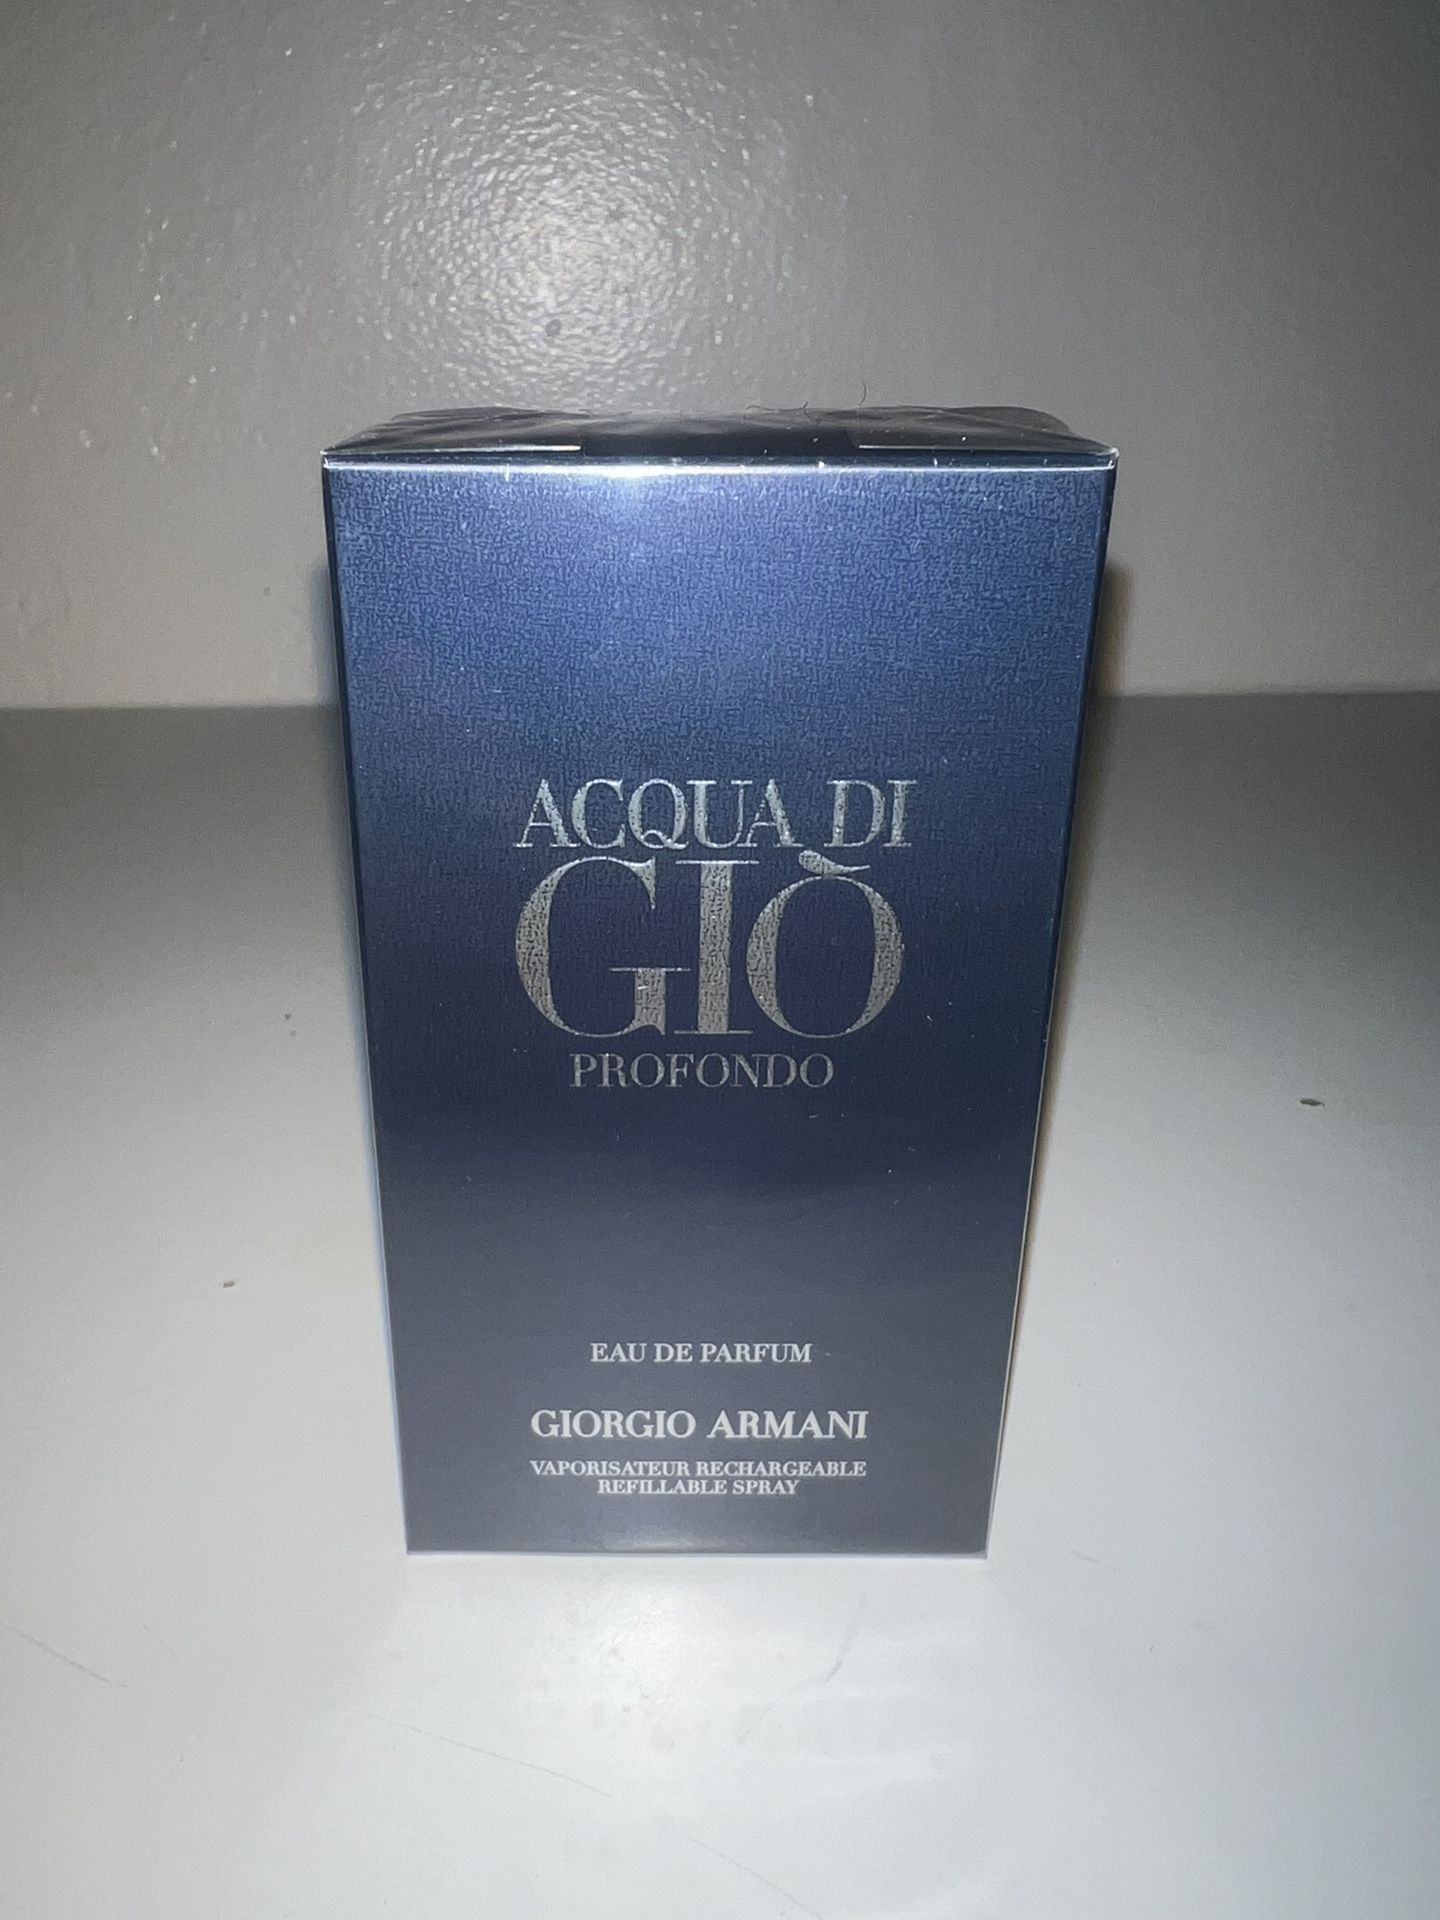 ACQUA DI
GIÒ
PROFONDO
EAU DE PARFUM
GIORGIO ARMANI
VAPORISATEUR RECHARGEABLE
REFILLABLE SPRAY